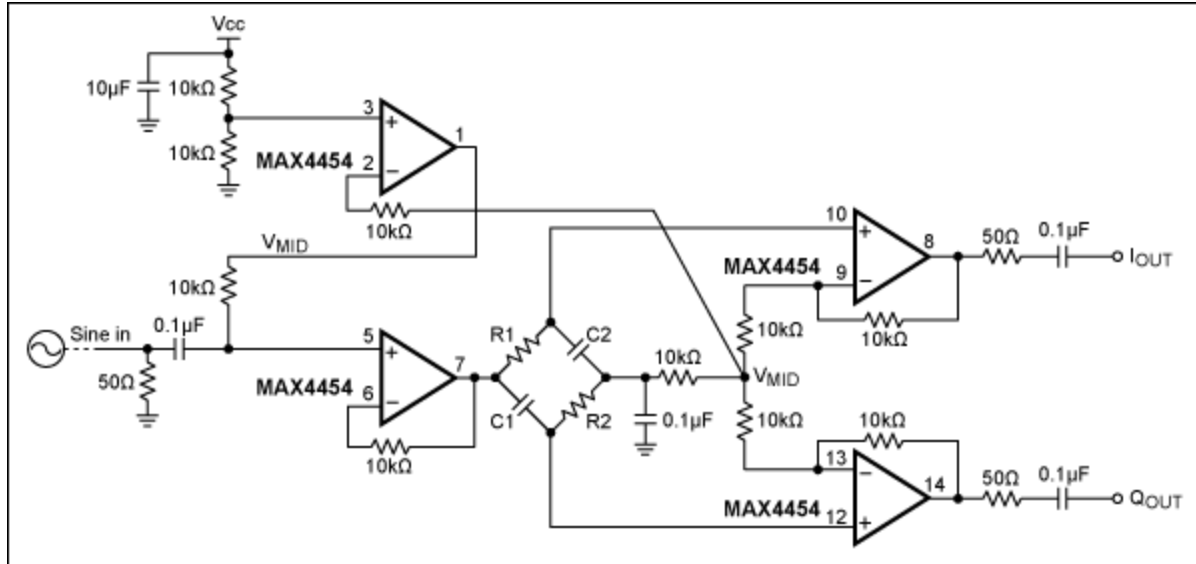 Vcc
10µF
10kΩ
3
1
10kΩ
MAX4454
2
10kΩ
VMID
10
8
50Ω
0.1µF
IOUT
MAX4454
9
10kΩ
10kΩ
10kΩ
0.1µF
Sine in
5
R1
C2
10kΩ
7
VMID
50Ω
MAX4454
6
C1
R2
0.1µF
10kΩ
10kΩ
10kΩ
13
14
50Ω
0.1µF
QOUT
MAX4454
12